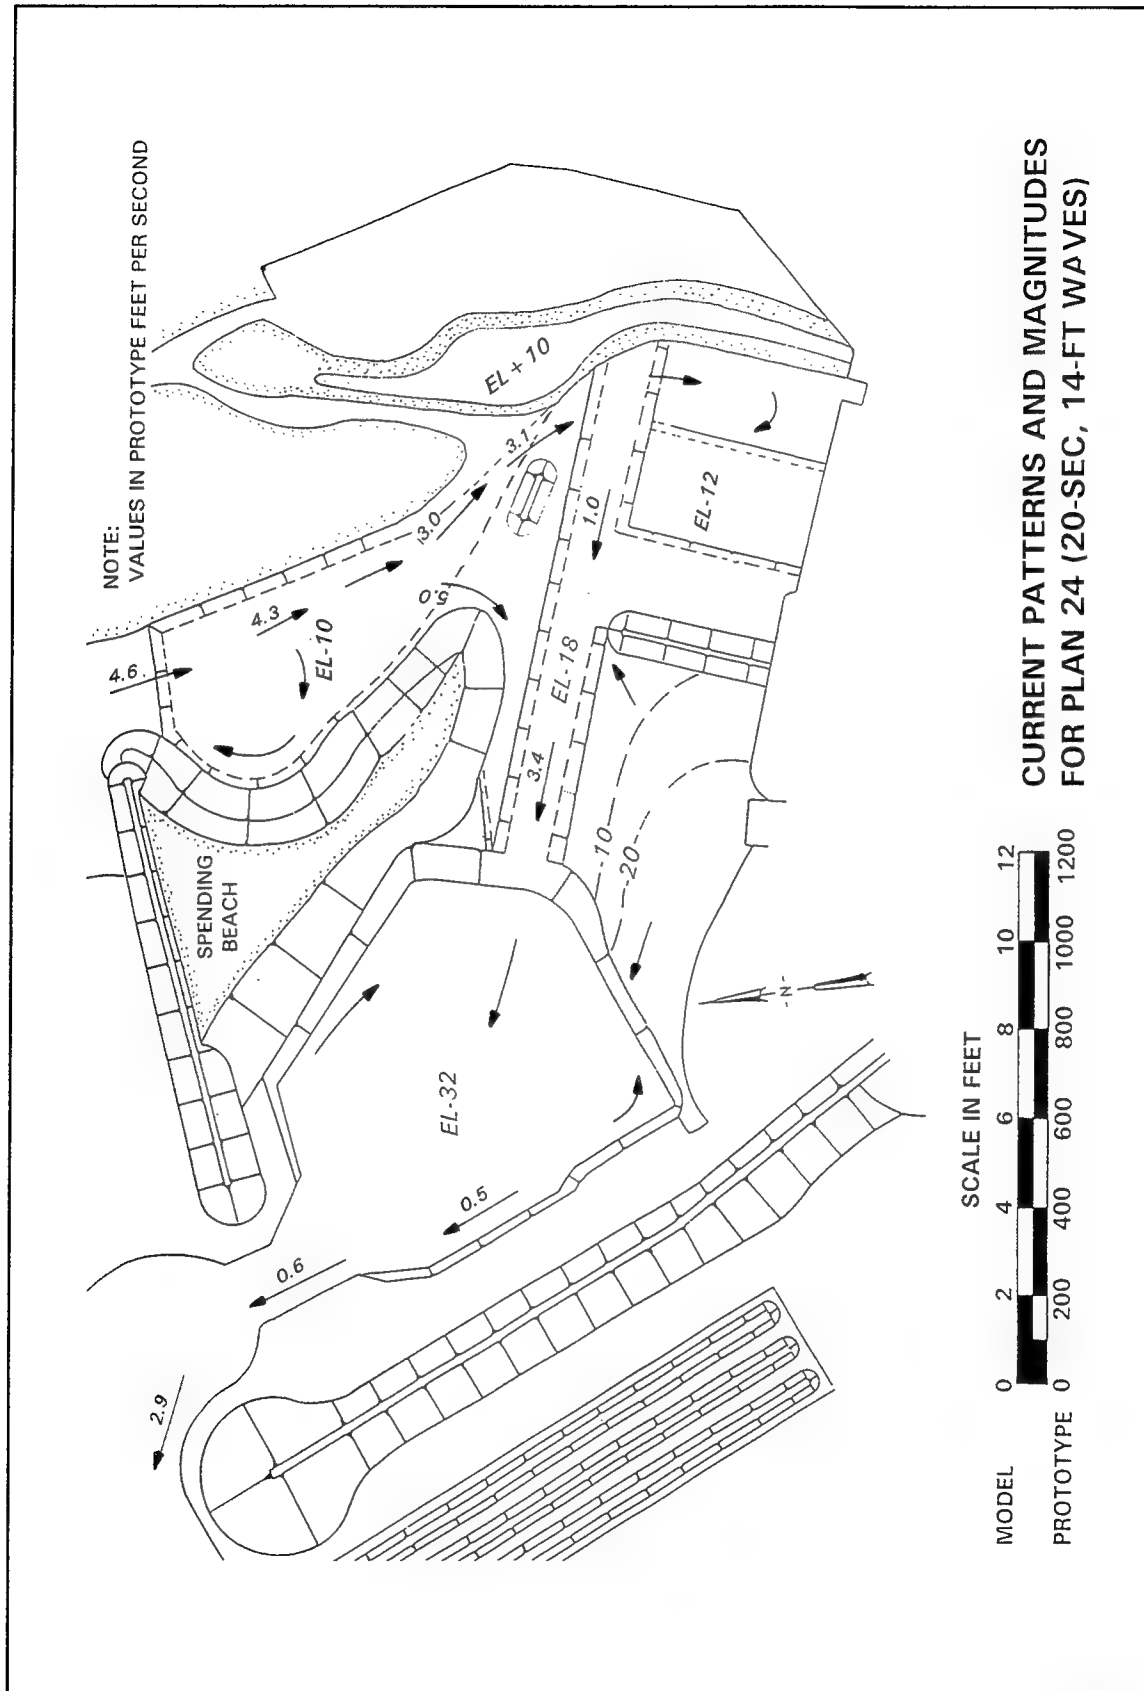 NOTE:
VALUES IN PROTOTYPE FEET PER SECOND
4.6
4.3
EL-10
3.0
3.1
5.0
EL + 10
SPENDING
BEACH
1.0
EL-18
3.4
EL-12
-10
-20
EL-32
0.5
0.6
2.9
-N-
SCALE IN FEET
MODEL 0 2 4 6 8 10 12
PROTOTYPE 0 200 400 600 800 1000 1200
CURRENT PATTERNS AND MAGNITUDES
FOR PLAN 24 (20-SEC, 14-FT WAVES)